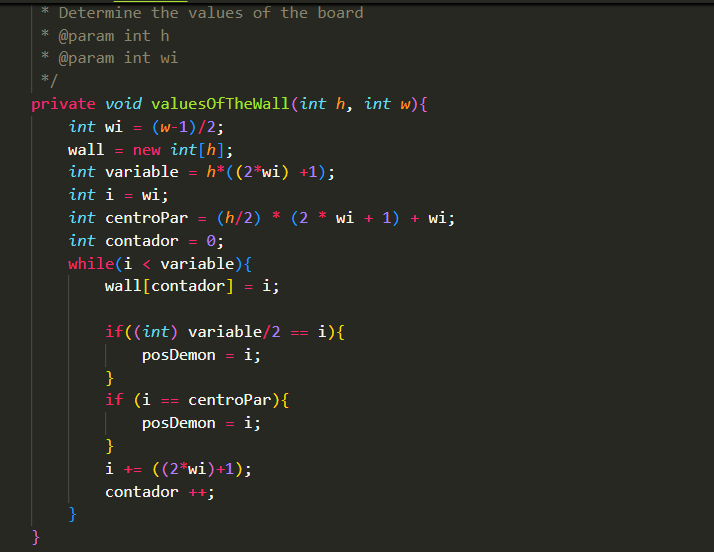 * Determine the values of the board
* @param int h
* @param int wi
*/
private void valuesOfTheWall(int h, int w){
int wi = (w-1)/2;
wall = new int[h];
int variable = h*((2*wi) +1);
int i = wi;
int centroPar = (h/2) * (2 * wi + 1) + wi;
int contador = 0;
while(i < variable){
wall[contador] = i;
if((int) variable/2 == i){
posDemon = i;
}
if (i == centroPar){
posDemon = i;
}
i += ((2*wi)+1);
contador ++;
}
}